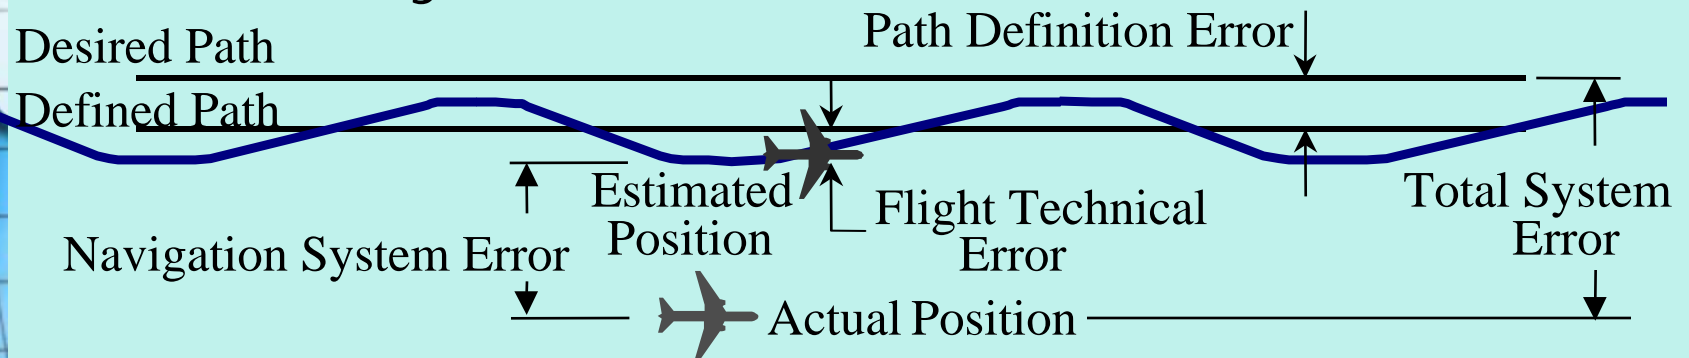 Path Definition Error
Desired Path
Defined Path
Estimated
Position
Flight Technical
Error
Total System
Error
Navigation System Error
Actual Position